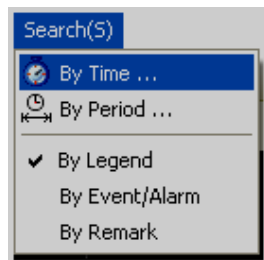 Search(S)
By Time ...
By Period ...
By Legend
By Event/Alarm
By Remark